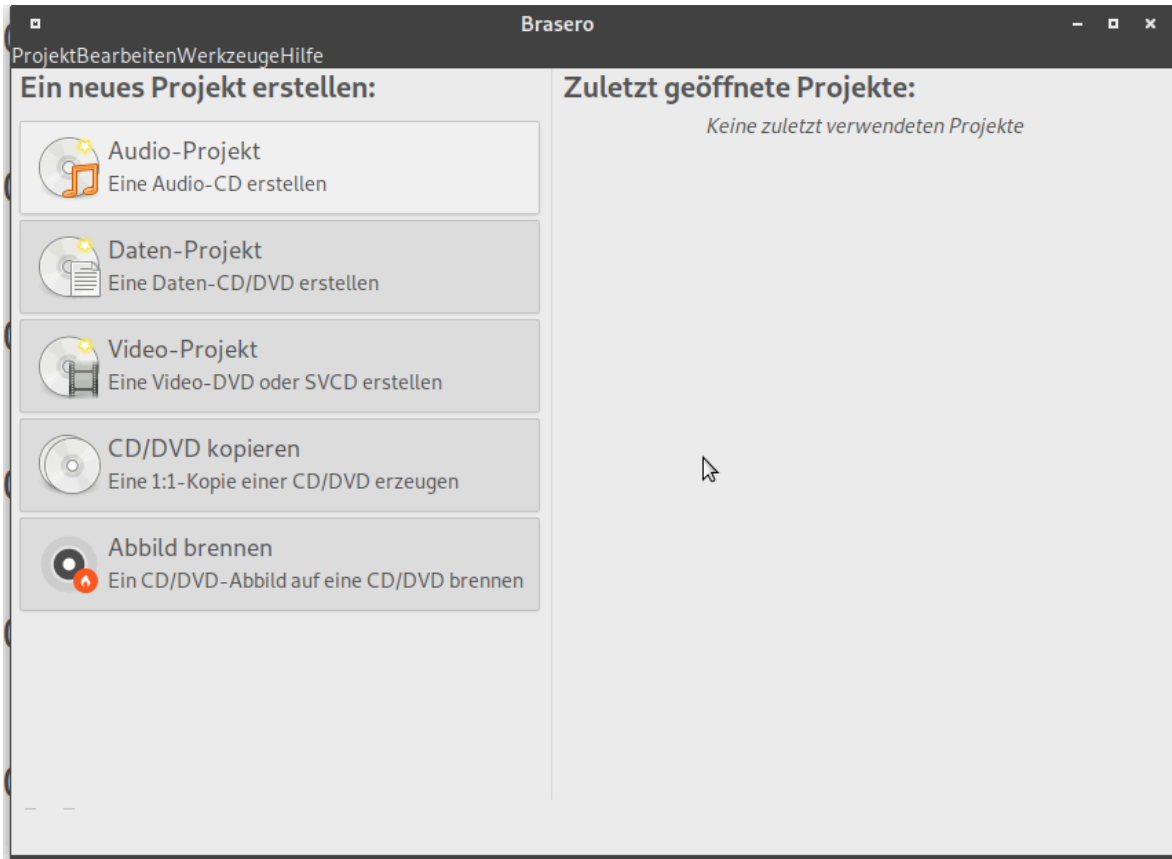 Brasero
ProjektBearbeitenWerkzeugeHilfe
Ein neues Projekt erstellen:
Audio-Projekt
Eine Audio-CD erstellen
Daten-Projekt
Eine Daten-CD/DVD erstellen
Video-Projekt
Eine Video-DVD oder SVCD erstellen
CD/DVD kopieren
Eine 1:1-Kopie einer CD/DVD erzeugen
Abbild brennen
Ein CD/DVD-Abbild auf eine CD/DVD brennen
Zuletzt geöffnete Projekte:
Keine zuletzt verwendeten Projekte